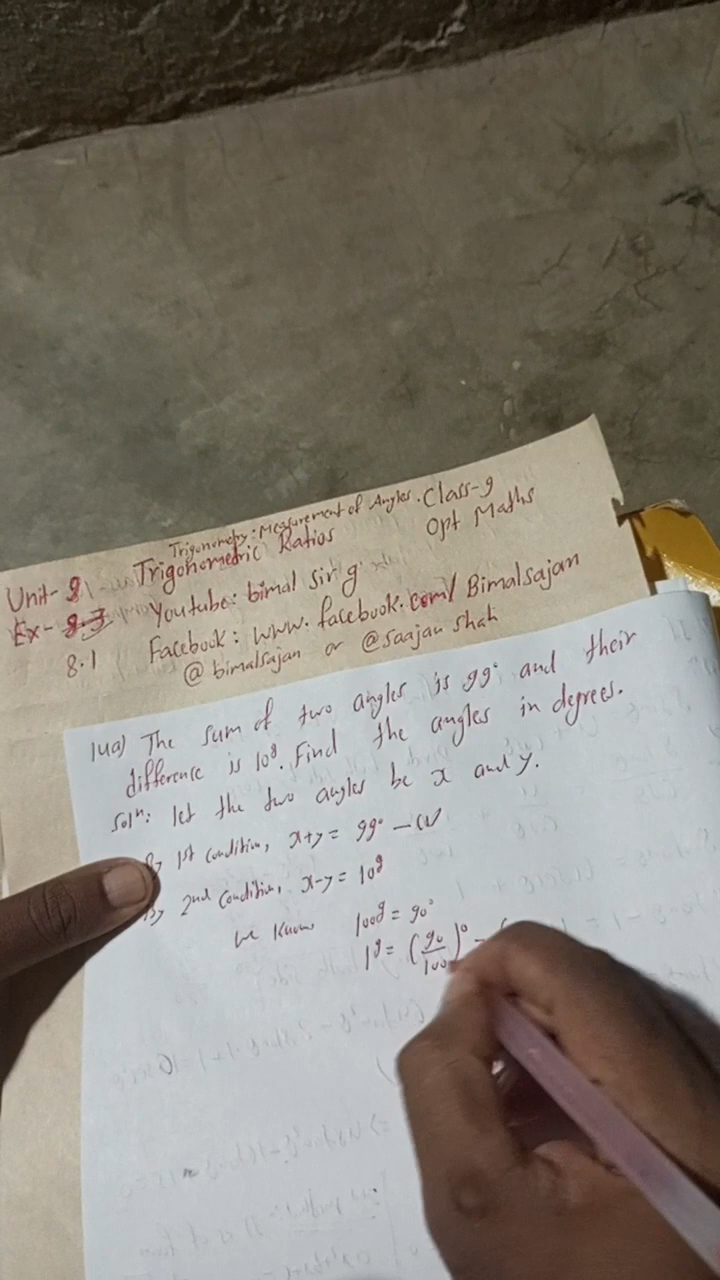 Trigonometry: Measurement of Angles. Class-9
Unit- 8 Trigonometric Ratios Opt Maths
Ex- 8.3 Youtube: bimal sir g
8.1 Facebook: www.facebook.com/Bimalsajan
@bimalsajan or @saajan shah
14a) The sum of two angles is 99° and their
difference is 10g. Find the angles in degrees.
Solⁿ: let the two angles be x and y.
By 1st condition, x+y = 99° —(i)
By 2nd condition, x-y = 10g
We know 100g = 90°
1g = (90/100)°